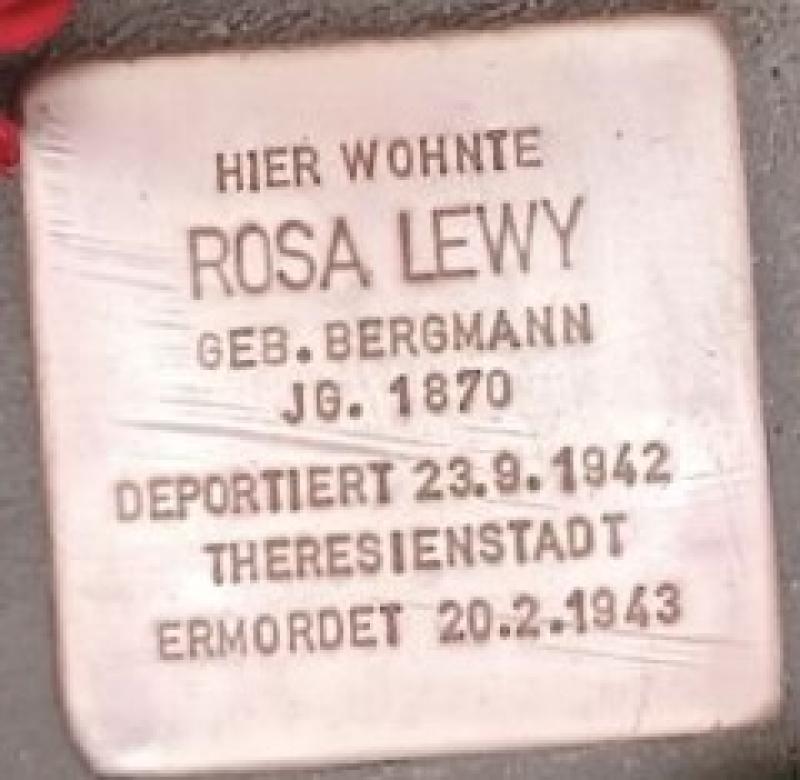 HIER WOHNTE
ROSA LEWY
GEB. BERGMANN
JG. 1870
DEPORTIERT 23.9.1942
THERESIENSTADT
ERMORDET 20.2.1943